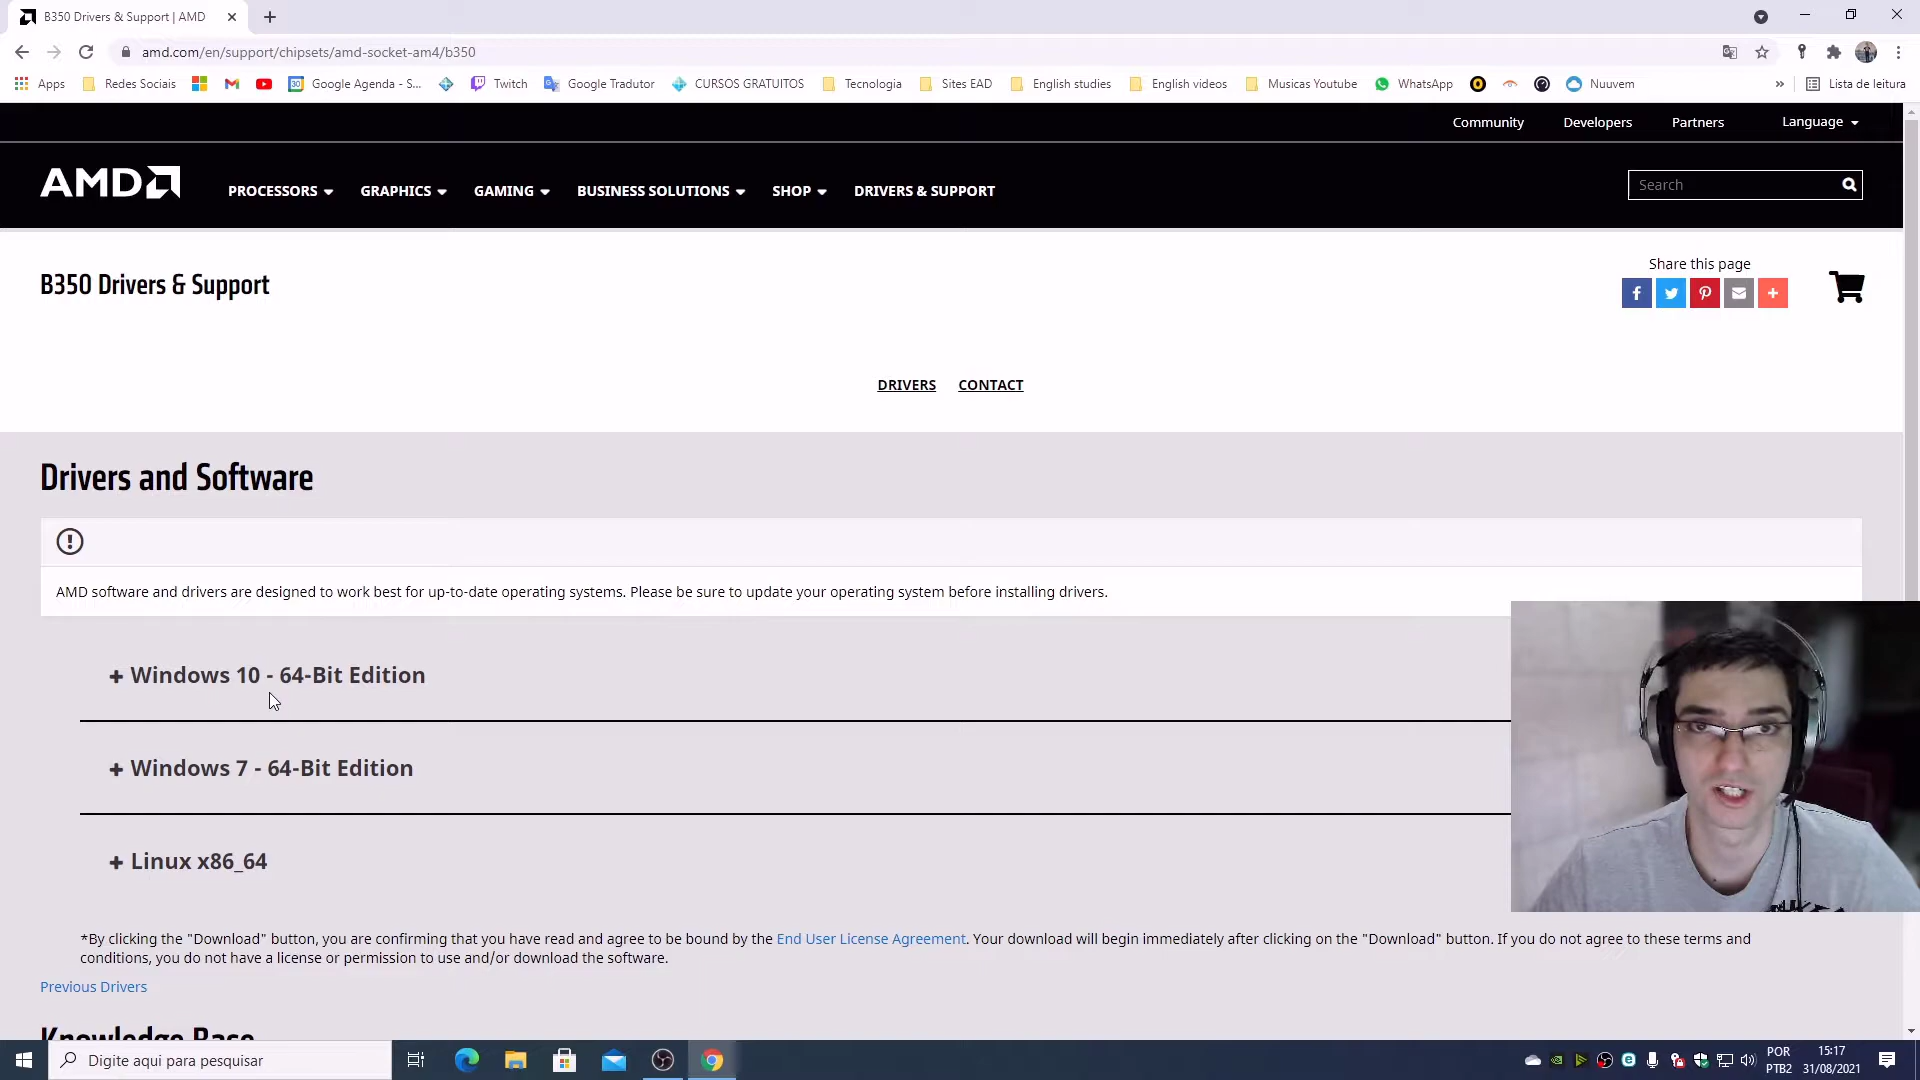 B350 Drivers & Support | AMD
amd.com/en/support/chipsets/amd-socket-am4/b350
Apps Redes Sociais Google Agenda - S... Twitch Google Tradutor CURSOS GRATUITOS Tecnologia Sites EAD English studies English videos Musicas Youtube WhatsApp Nuuvem » Lista de leitura
Community Developers Partners Language
AMD PROCESSORS GRAPHICS GAMING BUSINESS SOLUTIONS SHOP DRIVERS & SUPPORT Search
Share this page
B350 Drivers & Support
DRIVERS CONTACT
Drivers and Software
AMD software and drivers are designed to work best for up-to-date operating systems. Please be sure to update your operating system before installing drivers.
+ Windows 10 - 64-Bit Edition
+ Windows 7 - 64-Bit Edition
+ Linux x86_64
*By clicking the "Download" button, you are confirming that you have read and agree to be bound by the End User License Agreement. Your download will begin immediately after clicking on the "Download" button. If you do not agree to these terms and
conditions, you do not have a license or permission to use and/or download the software.
Previous Drivers
Knowledge Base
Digite aqui para pesquisar
POR 15:17
PTB2 31/08/2021